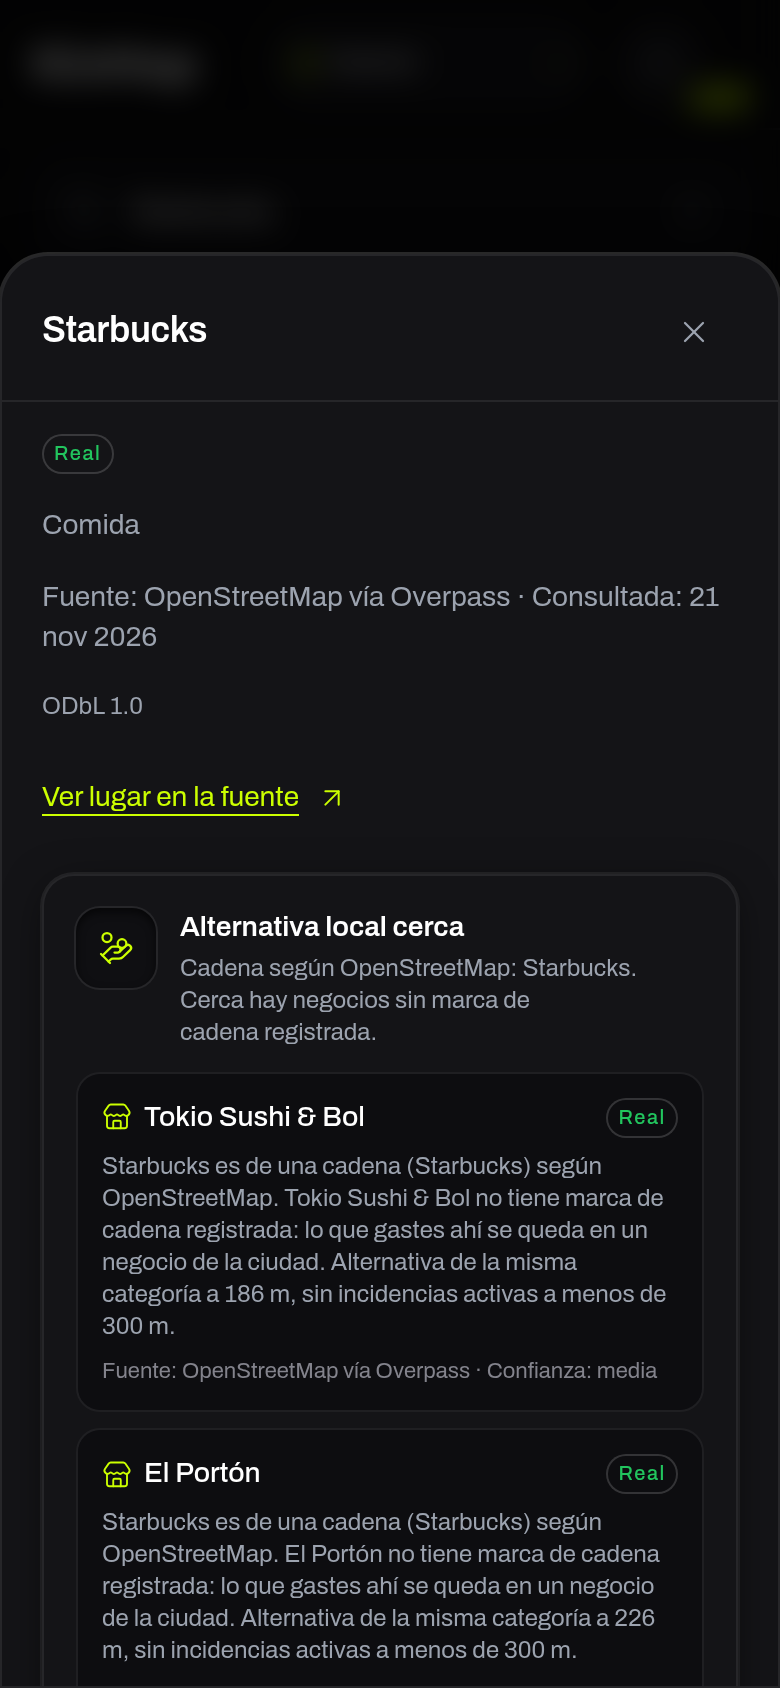 Starbucks
Real
Comida
Fuente: OpenStreetMap vía Overpass · Consultada: 21
nov 2026
ODbL 1.0
Ver lugar en la fuente
Alternativa local cerca
Cadena según OpenStreetMap: Starbucks.
Cerca hay negocios sin marca de
cadena registrada.
Tokio Sushi & Bol
Real
Starbucks es de una cadena (Starbucks) según
OpenStreetMap. Tokio Sushi & Bol no tiene marca de
cadena registrada: lo que gastes ahí se queda en un
negocio de la ciudad. Alternativa de la misma
categoría a 186 m, sin incidencias activas a menos de
300 m.
Fuente: OpenStreetMap vía Overpass · Confianza: media
El Portón
Real
Starbucks es de una cadena (Starbucks) según
OpenStreetMap. El Portón no tiene marca de cadena
registrada: lo que gastes ahí se queda en un negocio
de la ciudad. Alternativa de la misma categoría a 226
m, sin incidencias activas a menos de 300 m.